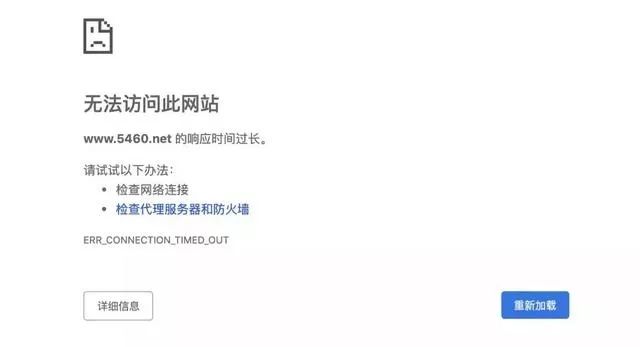 无法访问此网站
www.5460.net 的响应时间过长。
请试试以下办法：
检查网络连接
检查代理服务器和防火墙
ERR_CONNECTION_TIMED_OUT
详细信息
重新加载